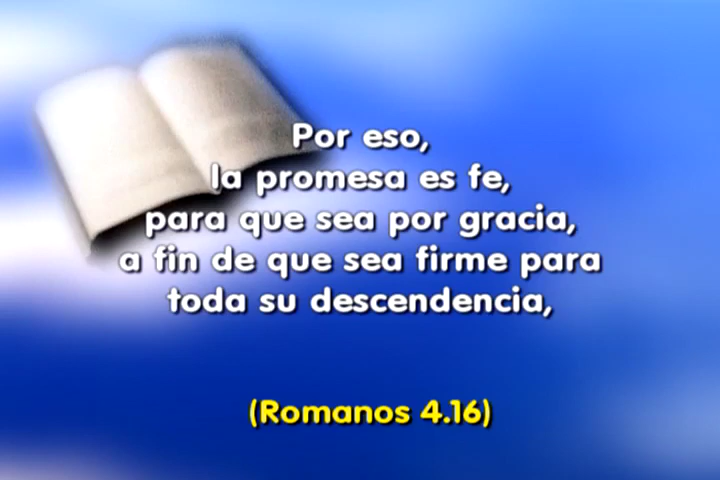 Por eso,
la promesa es fe,
para que sea por gracia,
a fin de que sea firme para
toda su descendencia,
(Romanos 4.16)